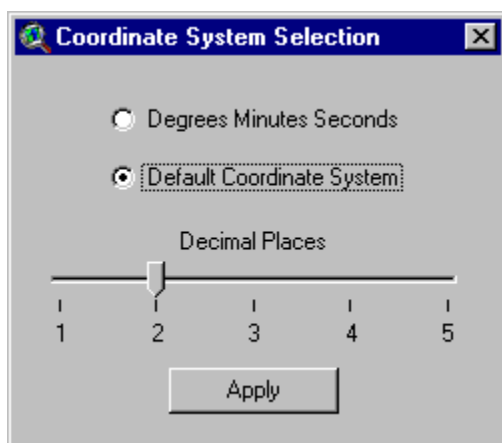 Coordinate System Selection
Degrees Minutes Seconds
Default Coordinate System
Decimal Places
1 2 3 4 5
Apply